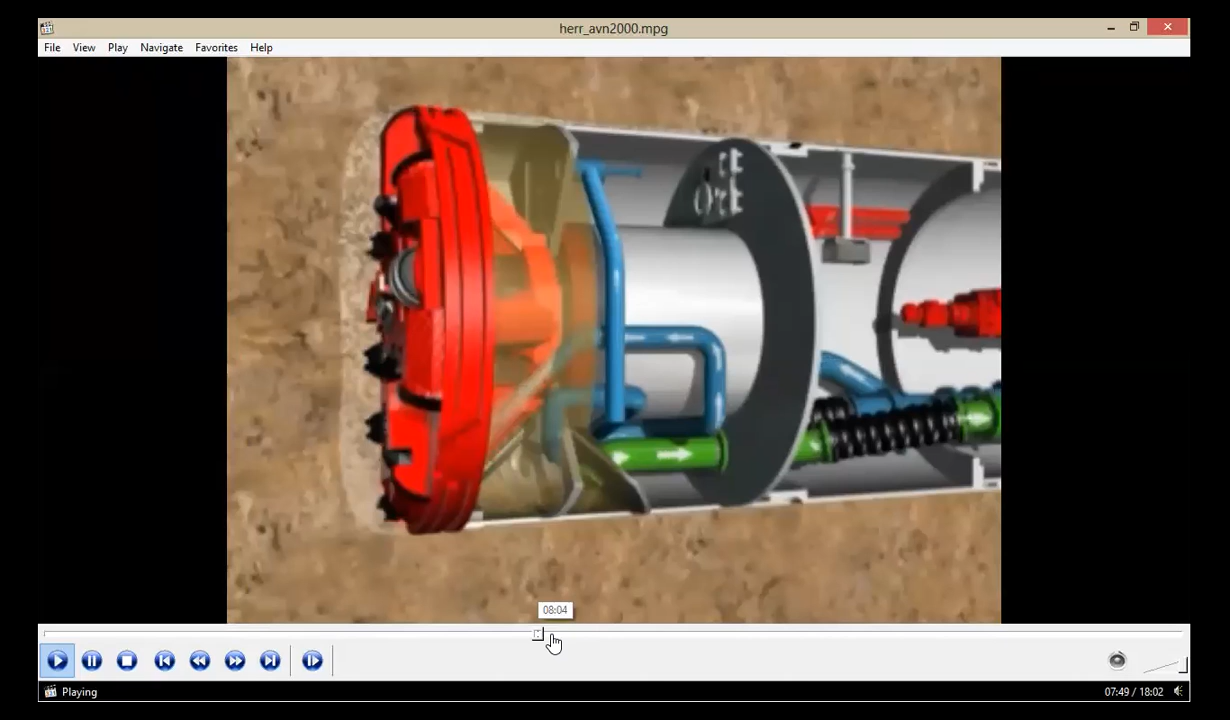 herr_avn2000.mpg
File View Play Navigate Favorites Help
08:04
Playing
07:49 / 18:02